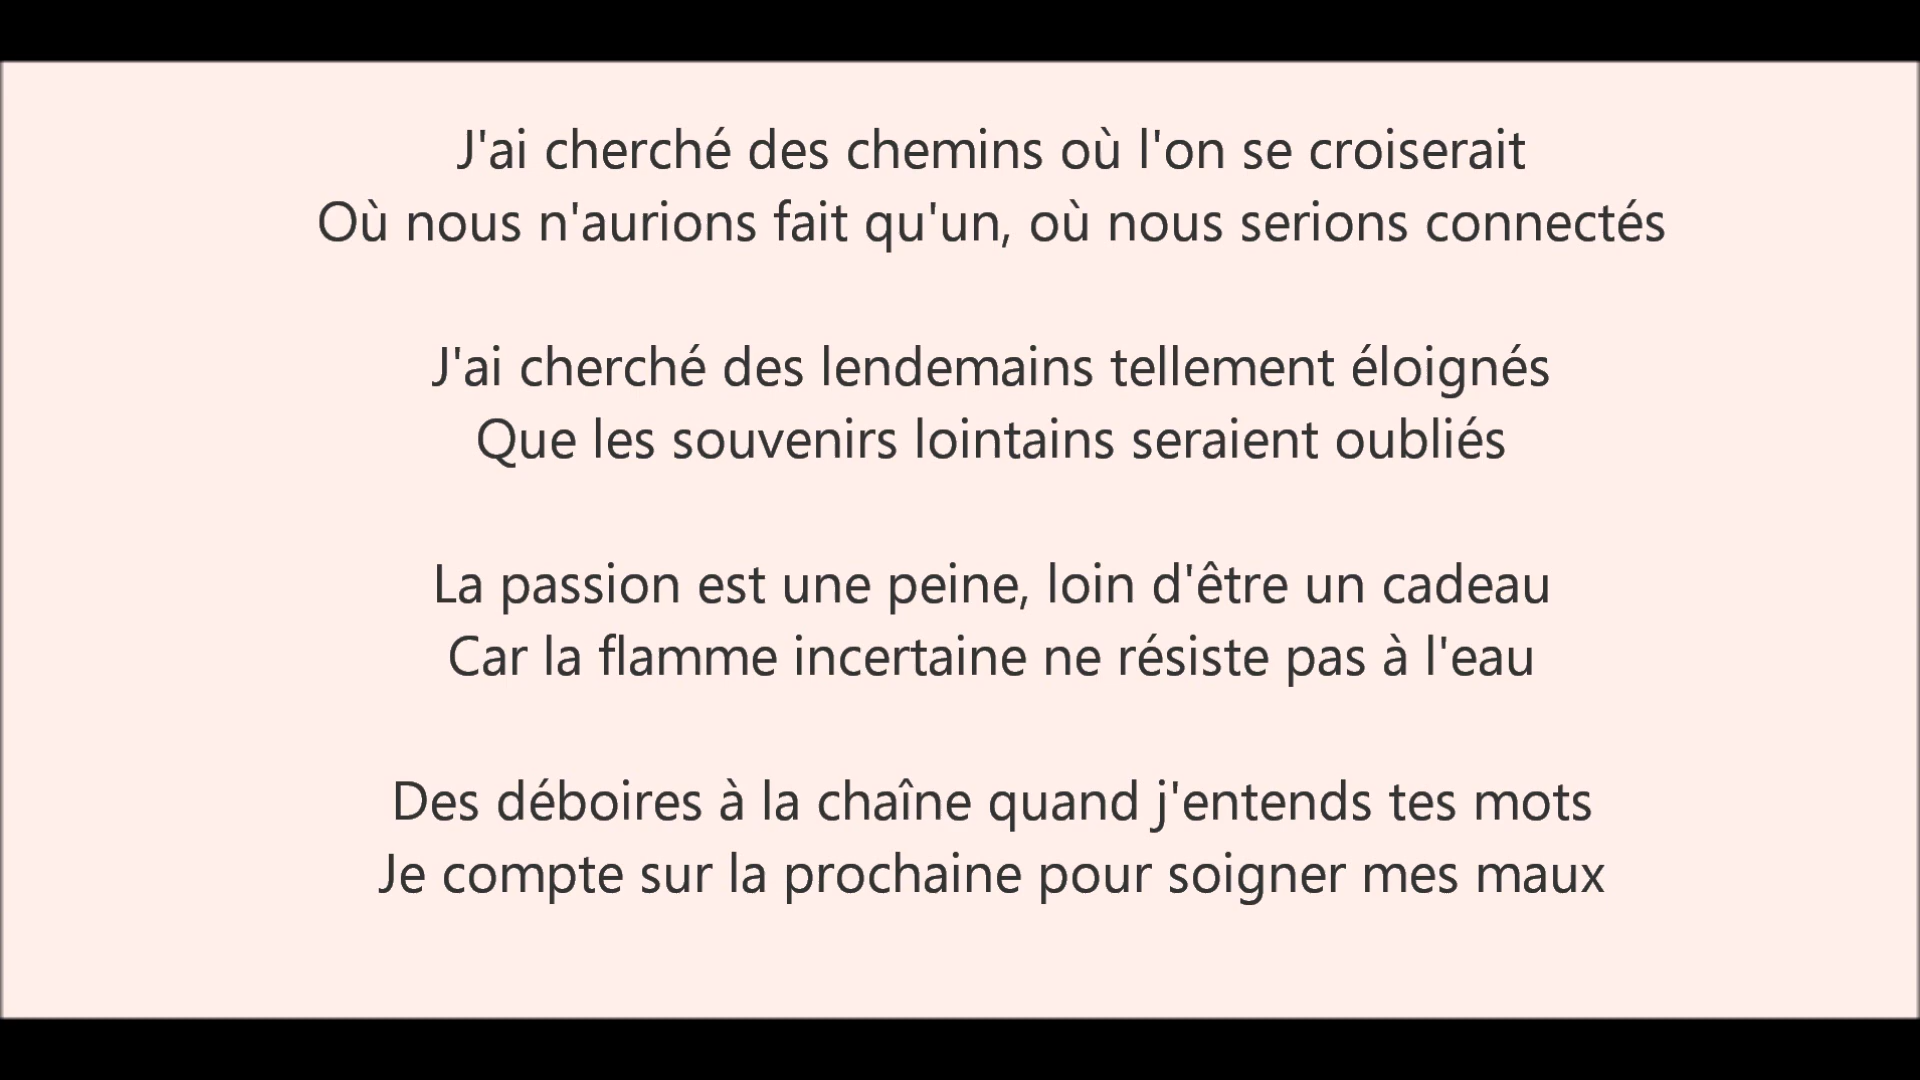 J'ai cherché des chemins où l'on se croiserait
Où nous n'aurions fait qu'un, où nous serions connectés
J'ai cherché des lendemains tellement éloignés
Que les souvenirs lointains seraient oubliés
La passion est une peine, loin d'être un cadeau
Car la flamme incertaine ne résiste pas à l'eau
Des déboires à la chaîne quand j'entends tes mots
Je compte sur la prochaine pour soigner mes maux